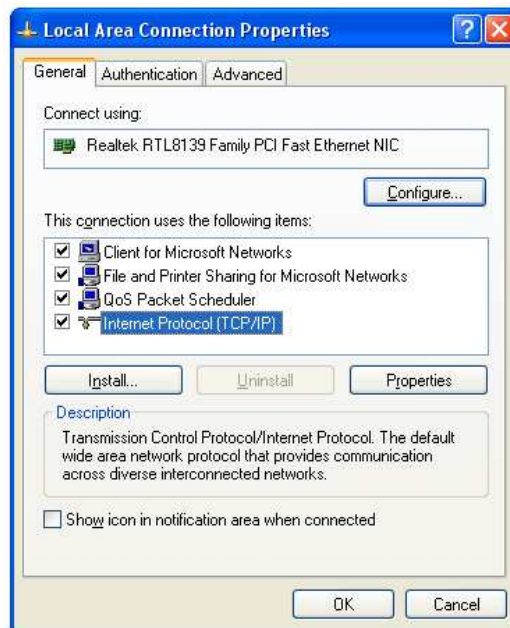 Local Area Connection Properties
General Authentication Advanced
Connect using:
Realtek RTL8139 Family PCI Fast Ethernet NIC
Configure...
This connection uses the following items:
Client for Microsoft Networks
File and Printer Sharing for Microsoft Networks
QoS Packet Scheduler
Internet Protocol (TCP/IP)
Install... Uninstall Properties
Description
Transmission Control Protocol/Internet Protocol. The default
wide area network protocol that provides communication
across diverse interconnected networks.
Show icon in notification area when connected
OK Cancel